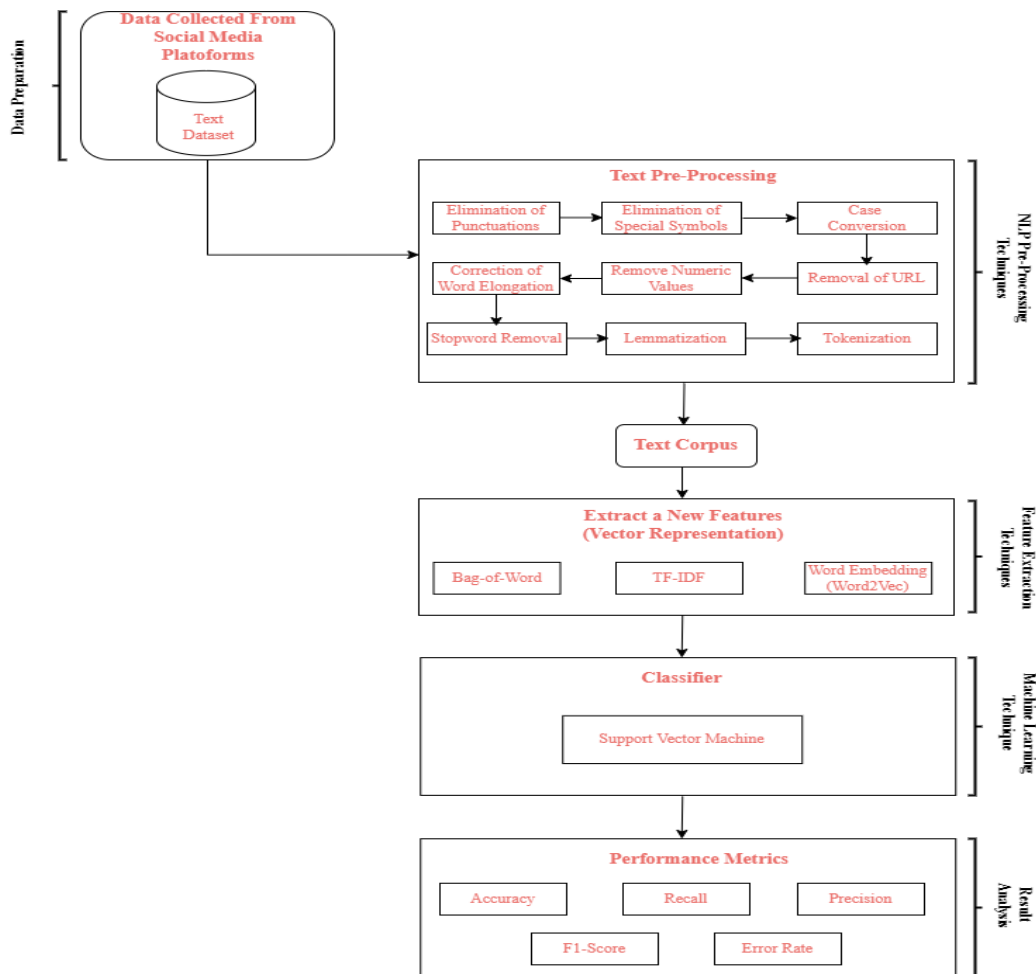 Data Collected From
Social Media
Platoforms
Text
Dataset
Data Preparation
Text Pre-Processing
Elimination of
Punctuations
Elimination of
Special Symbols
Case
Conversion
Correction of
Word Elongation
Remove Numeric
Values
Removal of URL
Stopword Removal
Lemmatization
Tokenization
NLP Pre-Processing
Techniques
Text Corpus
Extract a New Features
(Vector Representation)
Bag-of-Word
TF-IDF
Word Embedding
(Word2Vec)
Feature Extraction
Techniques
Classifier
Support Vector Machine
Machine Learning
Technique
Performance Metrics
Accuracy
Recall
Precision
F1-Score
Error Rate
Result
Analysis